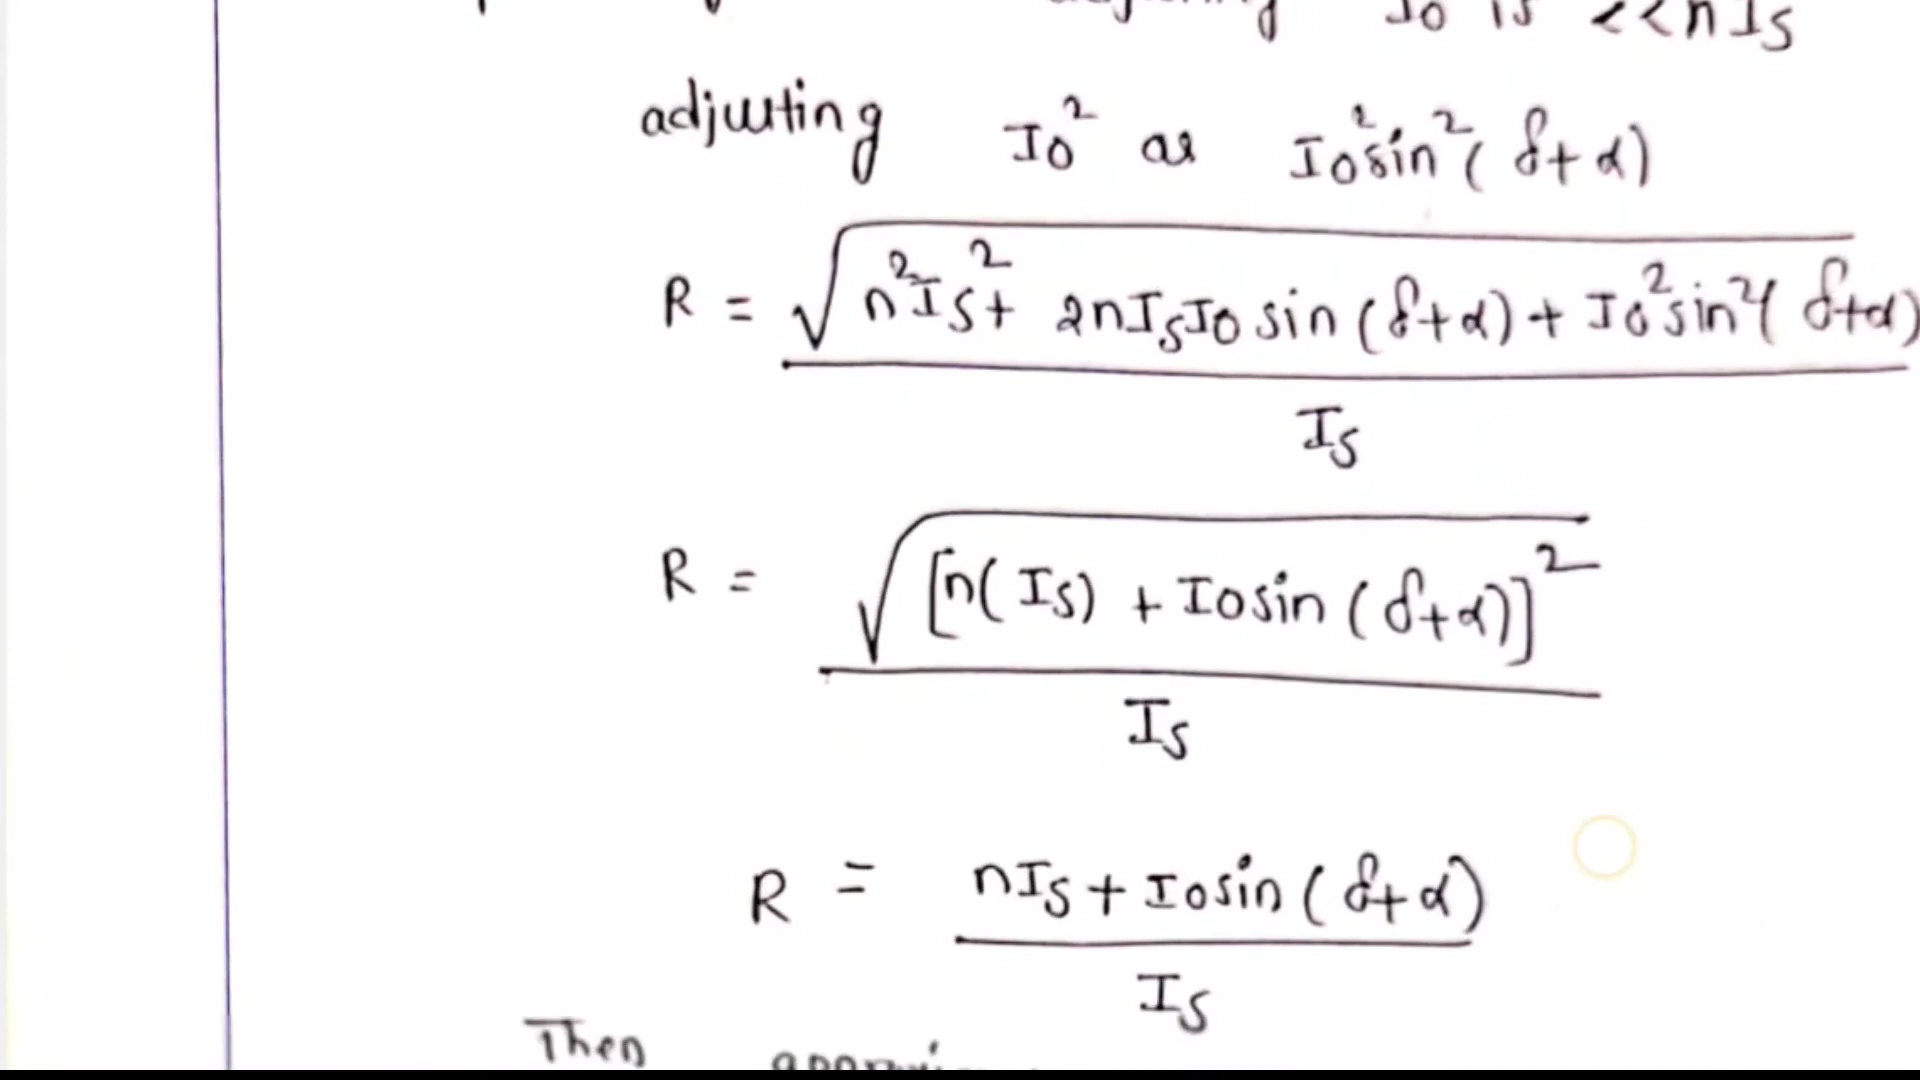 Io is <<nIs
adjusting Io² as Io²sin²(δ+α)
R = √n²Is²+ 2nIsIo sin(δ+α)+Io²sin²(δ+α)
Is
R = √[n(Is) + Iosin(δ+α)]²
Is
R = nIs+Iosin(δ+α)
Is
Then